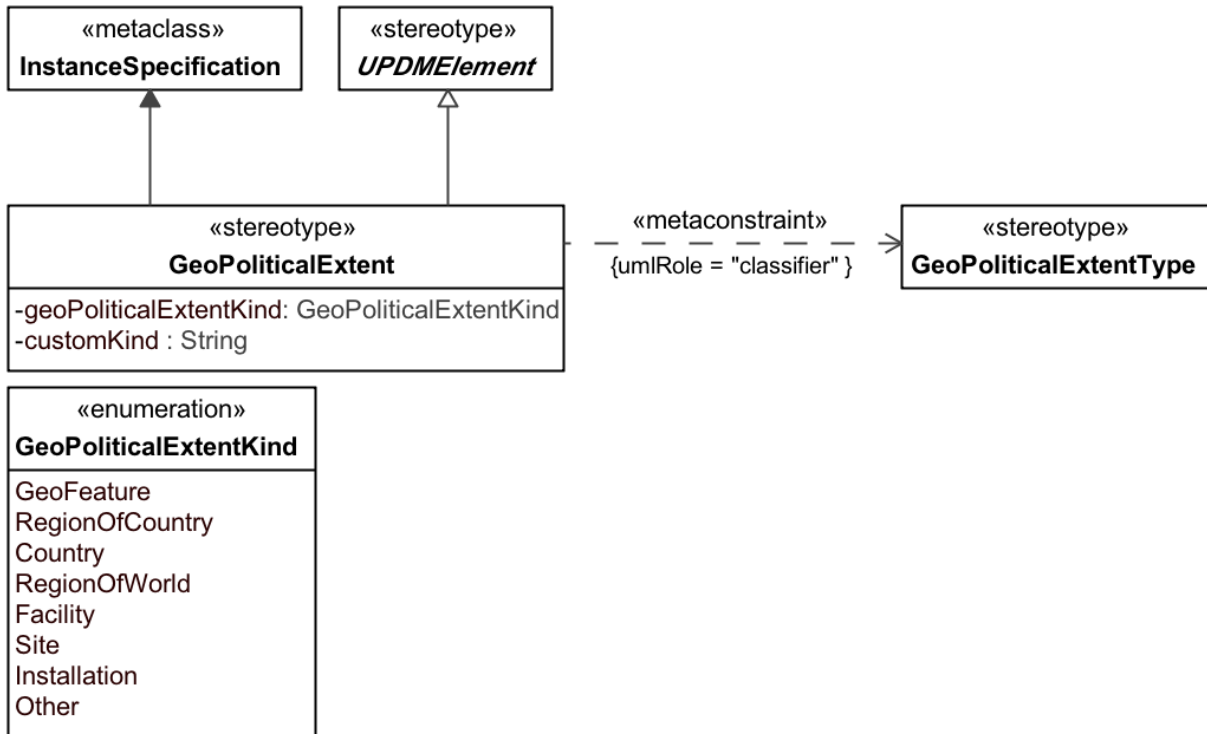 «metaclass»
InstanceSpecification
«stereotype»
UPDMElement
«stereotype»
GeoPoliticalExtent
-geoPoliticalExtentKind: GeoPoliticalExtentKind
-customKind : String
«metaconstraint»
{umlRole = "classifier" }
«stereotype»
GeoPoliticalExtentType
«enumeration»
GeoPoliticalExtentKind
GeoFeature
RegionOfCountry
Country
RegionOfWorld
Facility
Site
Installation
Other